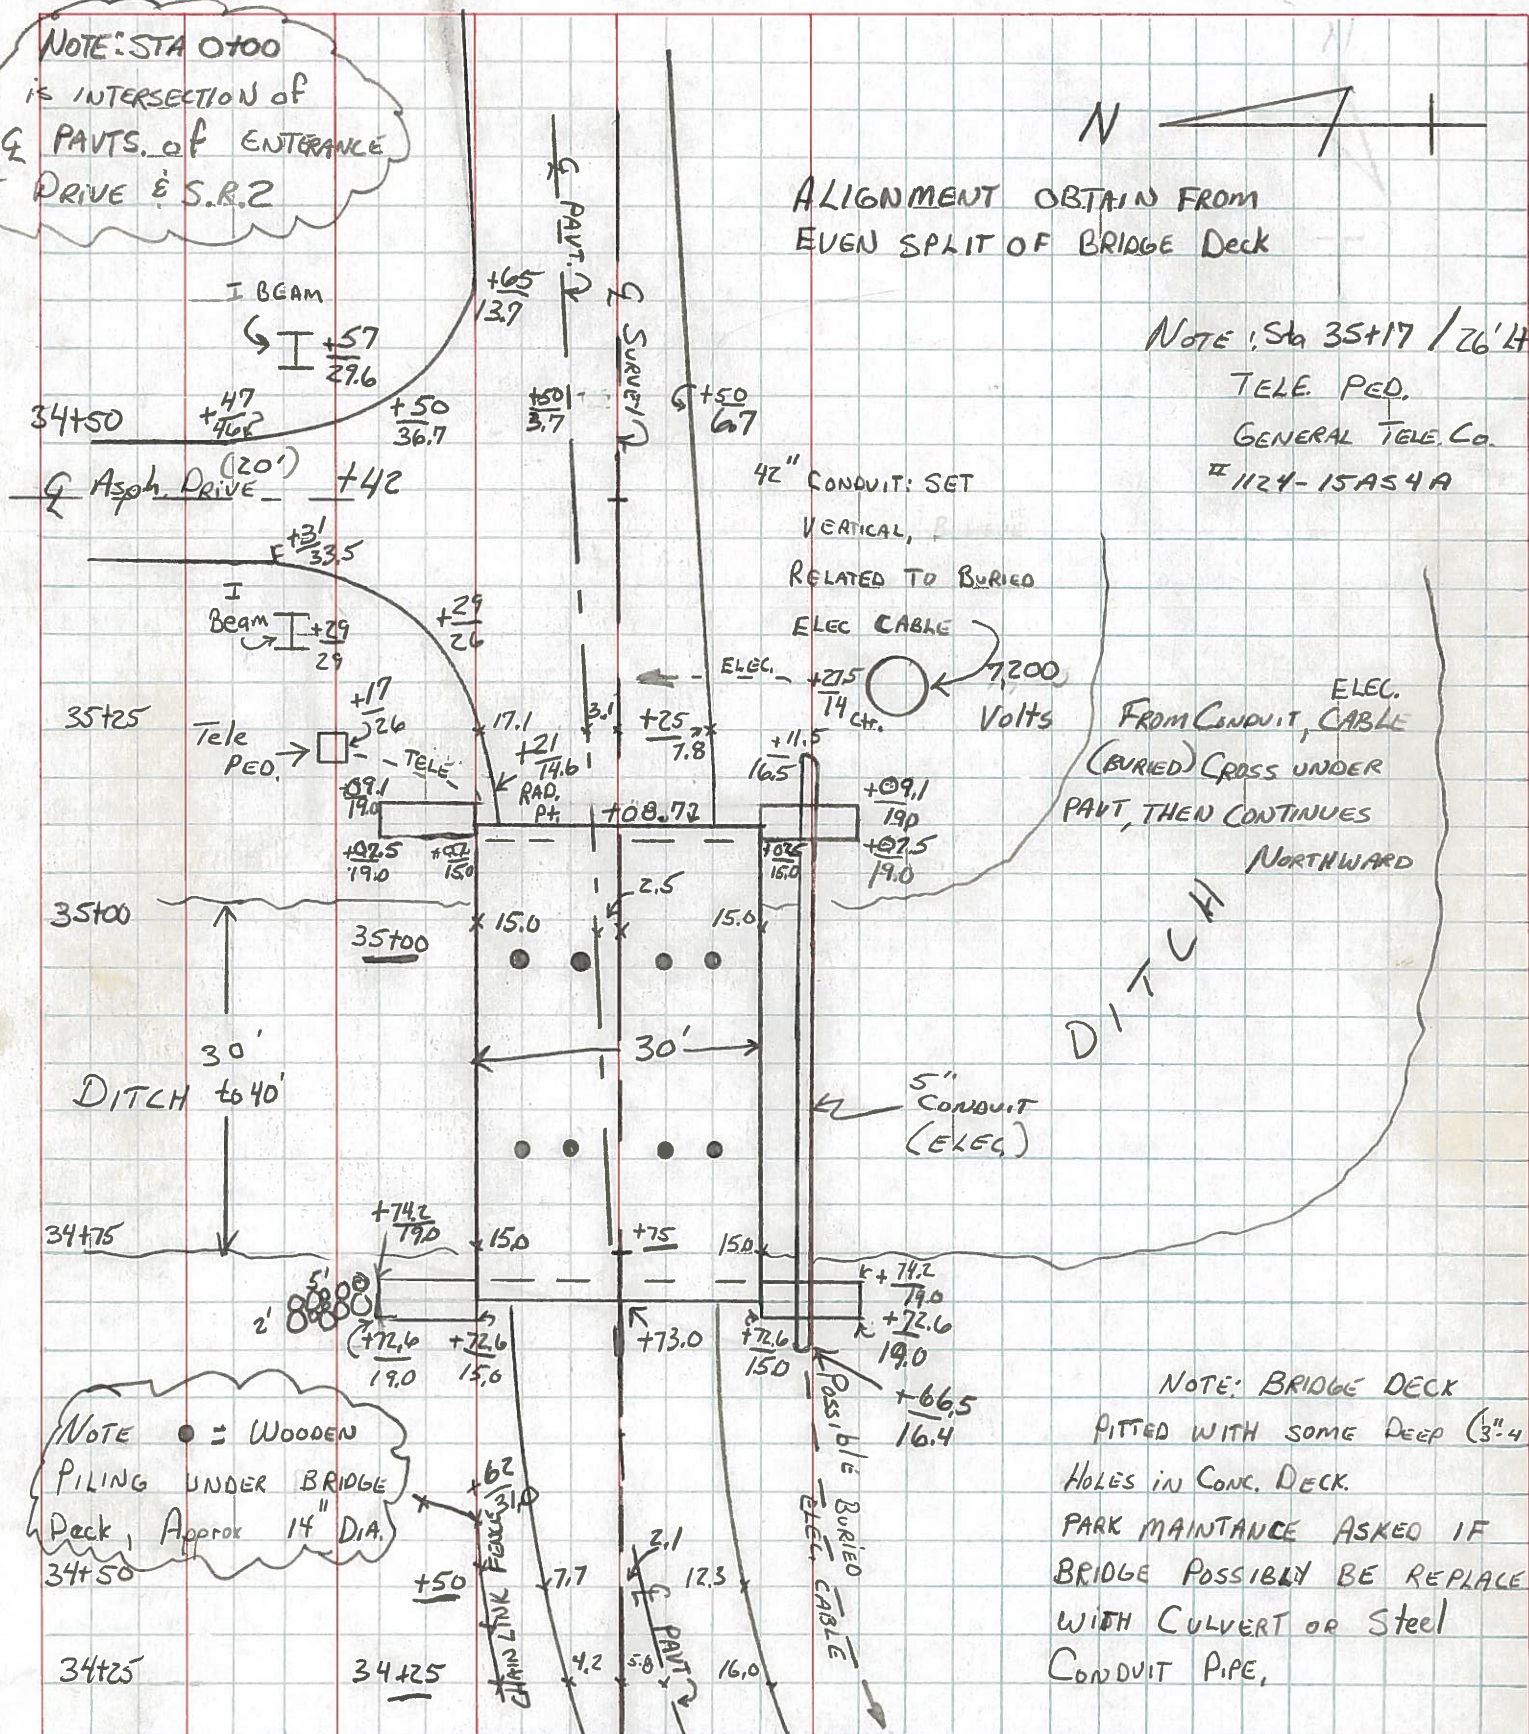 NOTE: STA 0+00
is INTERSECTION of
℄ PAVTS. of ENTERANCE
DRIVE & S.R.2
N
ALIGNMENT OBTAIN FROM
EVEN SPLIT OF BRIDGE Deck
℄ PAVT.
℄ SURVEY
I BEAM
+57
29.6
+65
13.7
NOTE: Sta 35+17 / 26' Lt
TELE. PED.
GENERAL TELE. Co.
#1124-15AS4A
34+50
+47
46.2
+50
36.7
+50
3.7
+50
6.7
℄ Asph. DRIVE (20')
+42
42" CONDUIT: SET
VERTICAL,
RELATED TO BURIED
ELEC CABLE
7,200
Volts
+31
33.5
I
Beam
+29
29
+29
26
ELEC.
+27.5
14 Ctr.
35+25
Tele
PED.
+17
26
TELE
17.1
3.1
+25
7.8
+21
14.6
RAD.
Pt.
+11.5
16.5
ELEC.
FROM CONDUIT, CABLE
(BURIED) CROSS UNDER
PAVT, THEN CONTINUES
NORTHWARD
+09.1
19.0
+08.72
+09.1
19.0
+02.5
19.0
+02.5
15.0
+02.5
15.0
+02.5
19.0
35+00
35+00
15.0
2.5
15.0
DITCH
30'
to 40'
DITCH
30'
5"
CONDUIT
(ELEC.)
34+75
+74.2
19.0
15.0
+75
15.0
5'
2'
+74.2
19.0
+72.6
19.0
+72.6
15.0
+73.0
+72.6
15.0
+72.6
19.0
+66.5
16.4
POSSiblE BURIED
ELEC. CABLE
NOTE ● = WOODEN
PILING UNDER BRIDGE
Deck, Approx 14" DIA.
+62
31.0
CHAIN LINK FENCE
NOTE: BRIDGE DECK
PITTED WITH SOME DEEP (3"-4
HOLES iN CONC. DECK.
PARK MAINTANCE ASKED IF
BRIDGE POSSIBLY BE REPLACE
WITH CULVERT OR Steel
CONDUIT PIPE.
34+50
+50
7.7
2.1
12.3
℄ PAVT
34+25
34+25
4.2
5.8
16.0